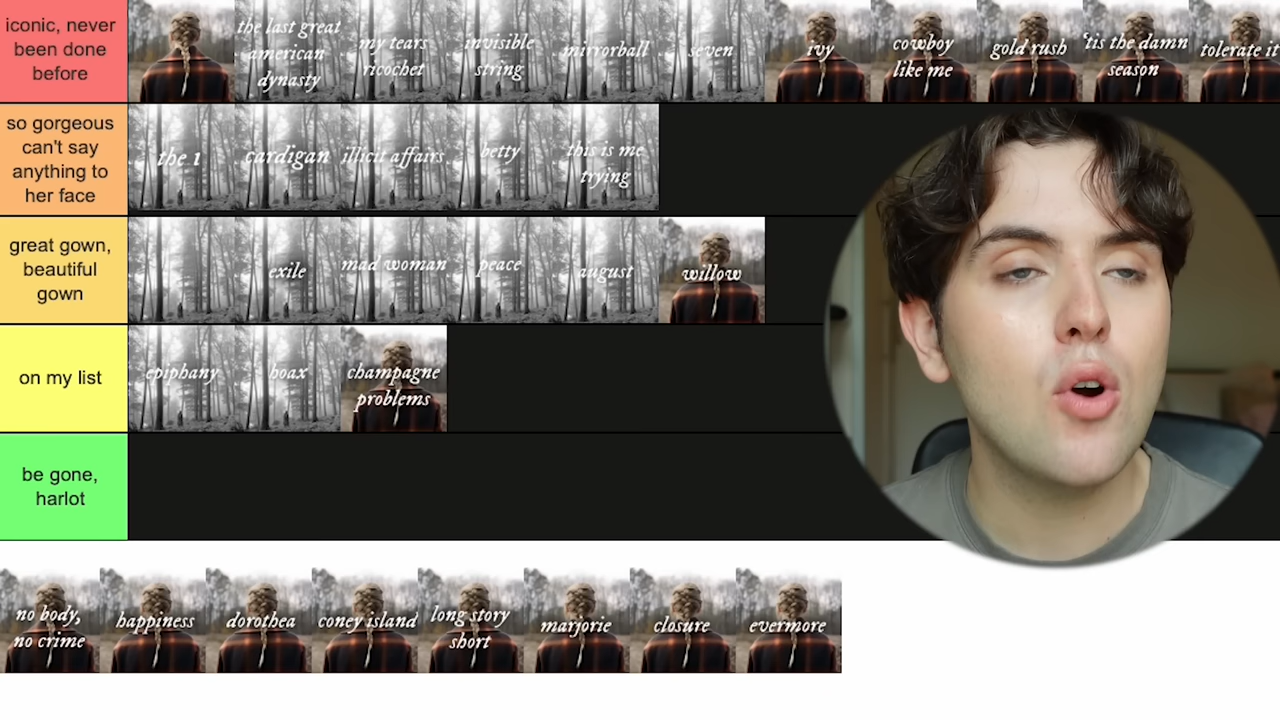 iconic, never
been done
before
the last great
american
dynasty
my tears
ricochet
invisible
string
mirrorball
seven
ivy
cowboy
like me
gold rush
'tis the damn
season
tolerate it
so gorgeous
can't say
anything to
her face
the 1
cardigan
illicit affairs
betty
this is me
trying
great gown,
beautiful
gown
exile
mad woman
peace
august
willow
on my list
epiphany
hoax
champagne
problems
be gone,
harlot
no body,
no crime
happiness
dorothea
coney island
long story
short
marjorie
closure
evermore